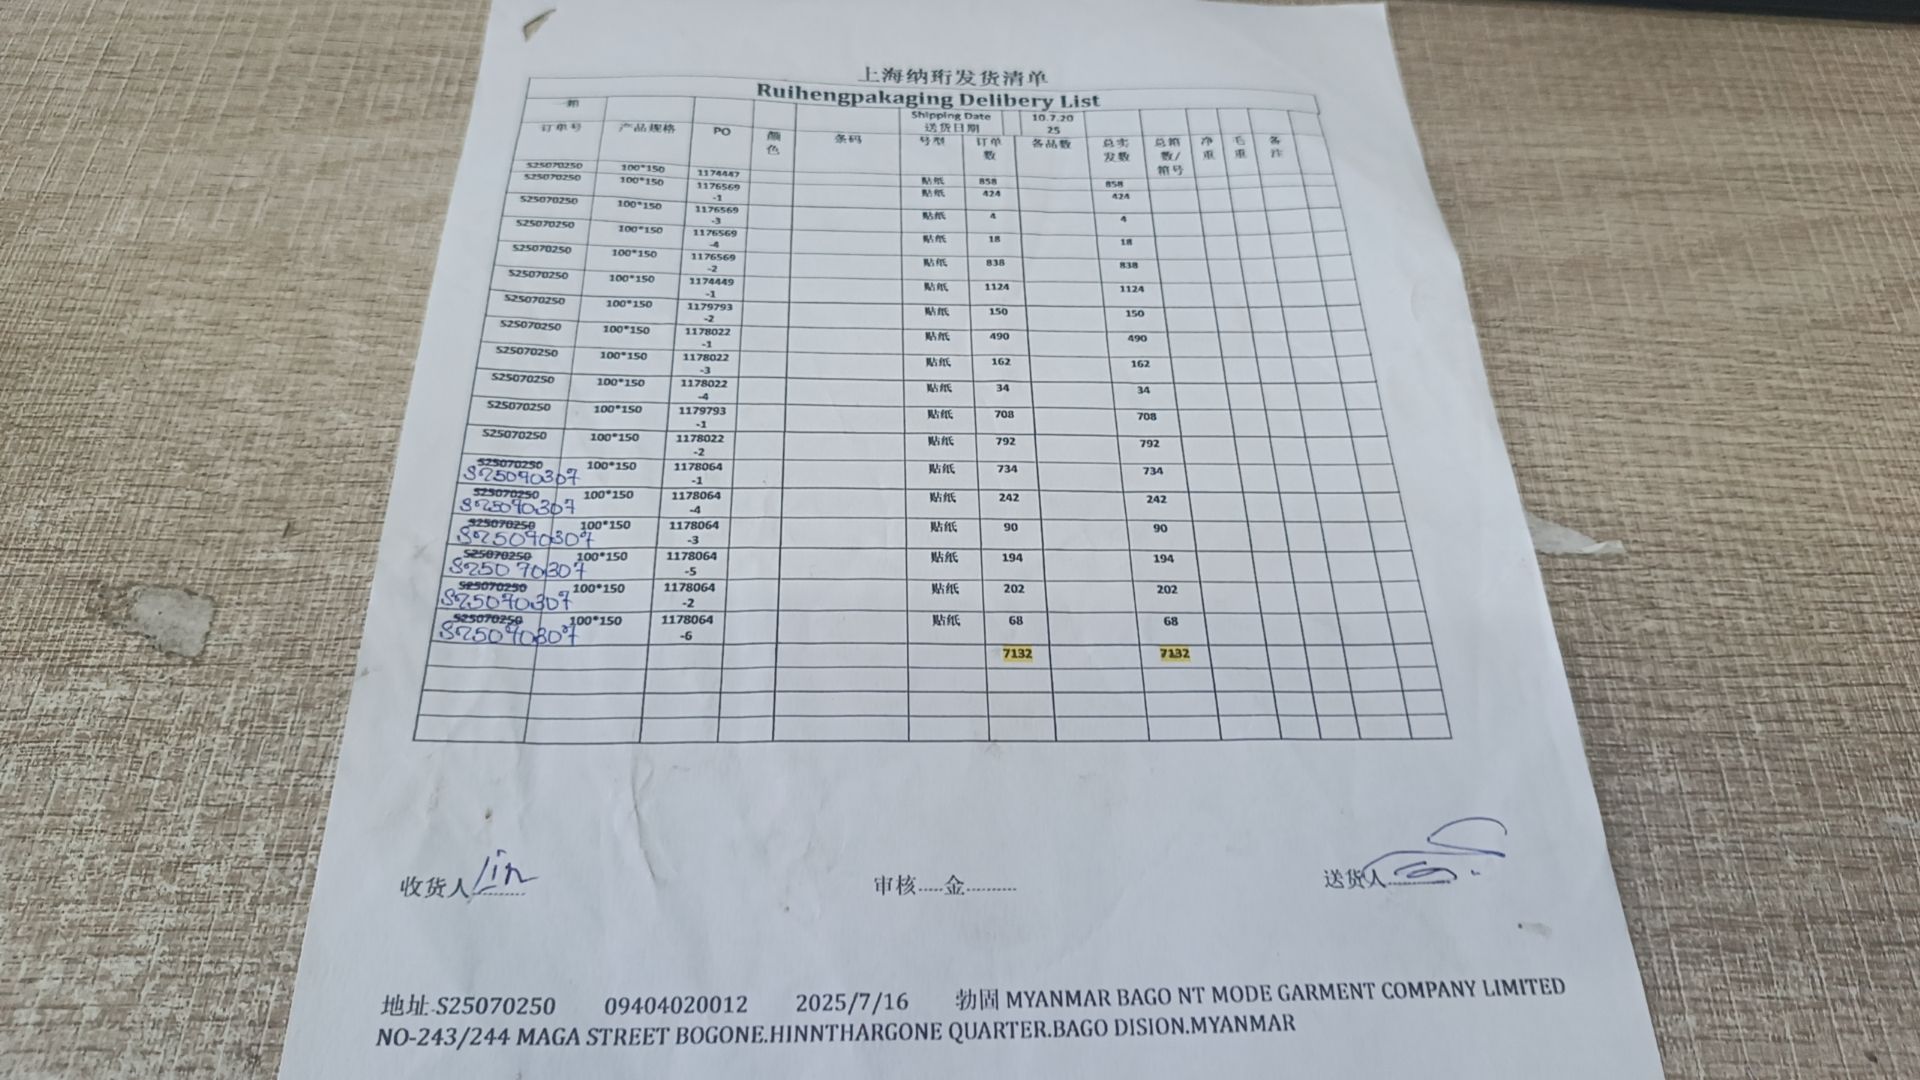 上海纳珩发货清单
Ruihengpakaging Delibery List
一箱 Shipping Date 10.7.20
送货日期 25
订单号 产品规格 PO 颜色 条码 号型 订单数 各品数 总实发数 总箱数/箱号 净重 毛重 备注
S25070250 100*150 1174447 贴纸 858 858
S25070250 100*150 1176569-1 贴纸 424 424
S25070250 100*150 1176569-3 贴纸 4 4
S25070250 100*150 1176569-4 贴纸 18 18
S25070250 100*150 1176569-2 贴纸 838 838
S25070250 100*150 1174449-1 贴纸 1124 1124
S25070250 100*150 1179793-2 贴纸 150 150
S25070250 100*150 1178022-1 贴纸 490 490
S25070250 100*150 1178022-3 贴纸 162 162
S25070250 100*150 1178022-4 贴纸 34 34
S25070250 100*150 1179793-1 贴纸 708 708
S25070250 100*150 1178022-2 贴纸 792 792
S25070250 100*150 1178064-1 贴纸 734 734
S25070307
S25070250 100*150 1178064-4 贴纸 242 242
S25070307
S25070250 100*150 1178064-3 贴纸 90 90
S25070307
S25070250 100*150 1178064-5 贴纸 194 194
S25070307
S25070250 100*150 1178064-2 贴纸 202 202
S25070307
S25070250 100*150 1178064-6 贴纸 68 68
S25070307
7132 7132
收货人 Lin 审核.....金.......... 送货人
地址.S25070250 09404020012 2025/7/16 勃固 MYANMAR BAGO NT MODE GARMENT COMPANY LIMITED
NO-243/244 MAGA STREET BOGONE.HINNTHARGONE QUARTER.BAGO DISION.MYANMAR